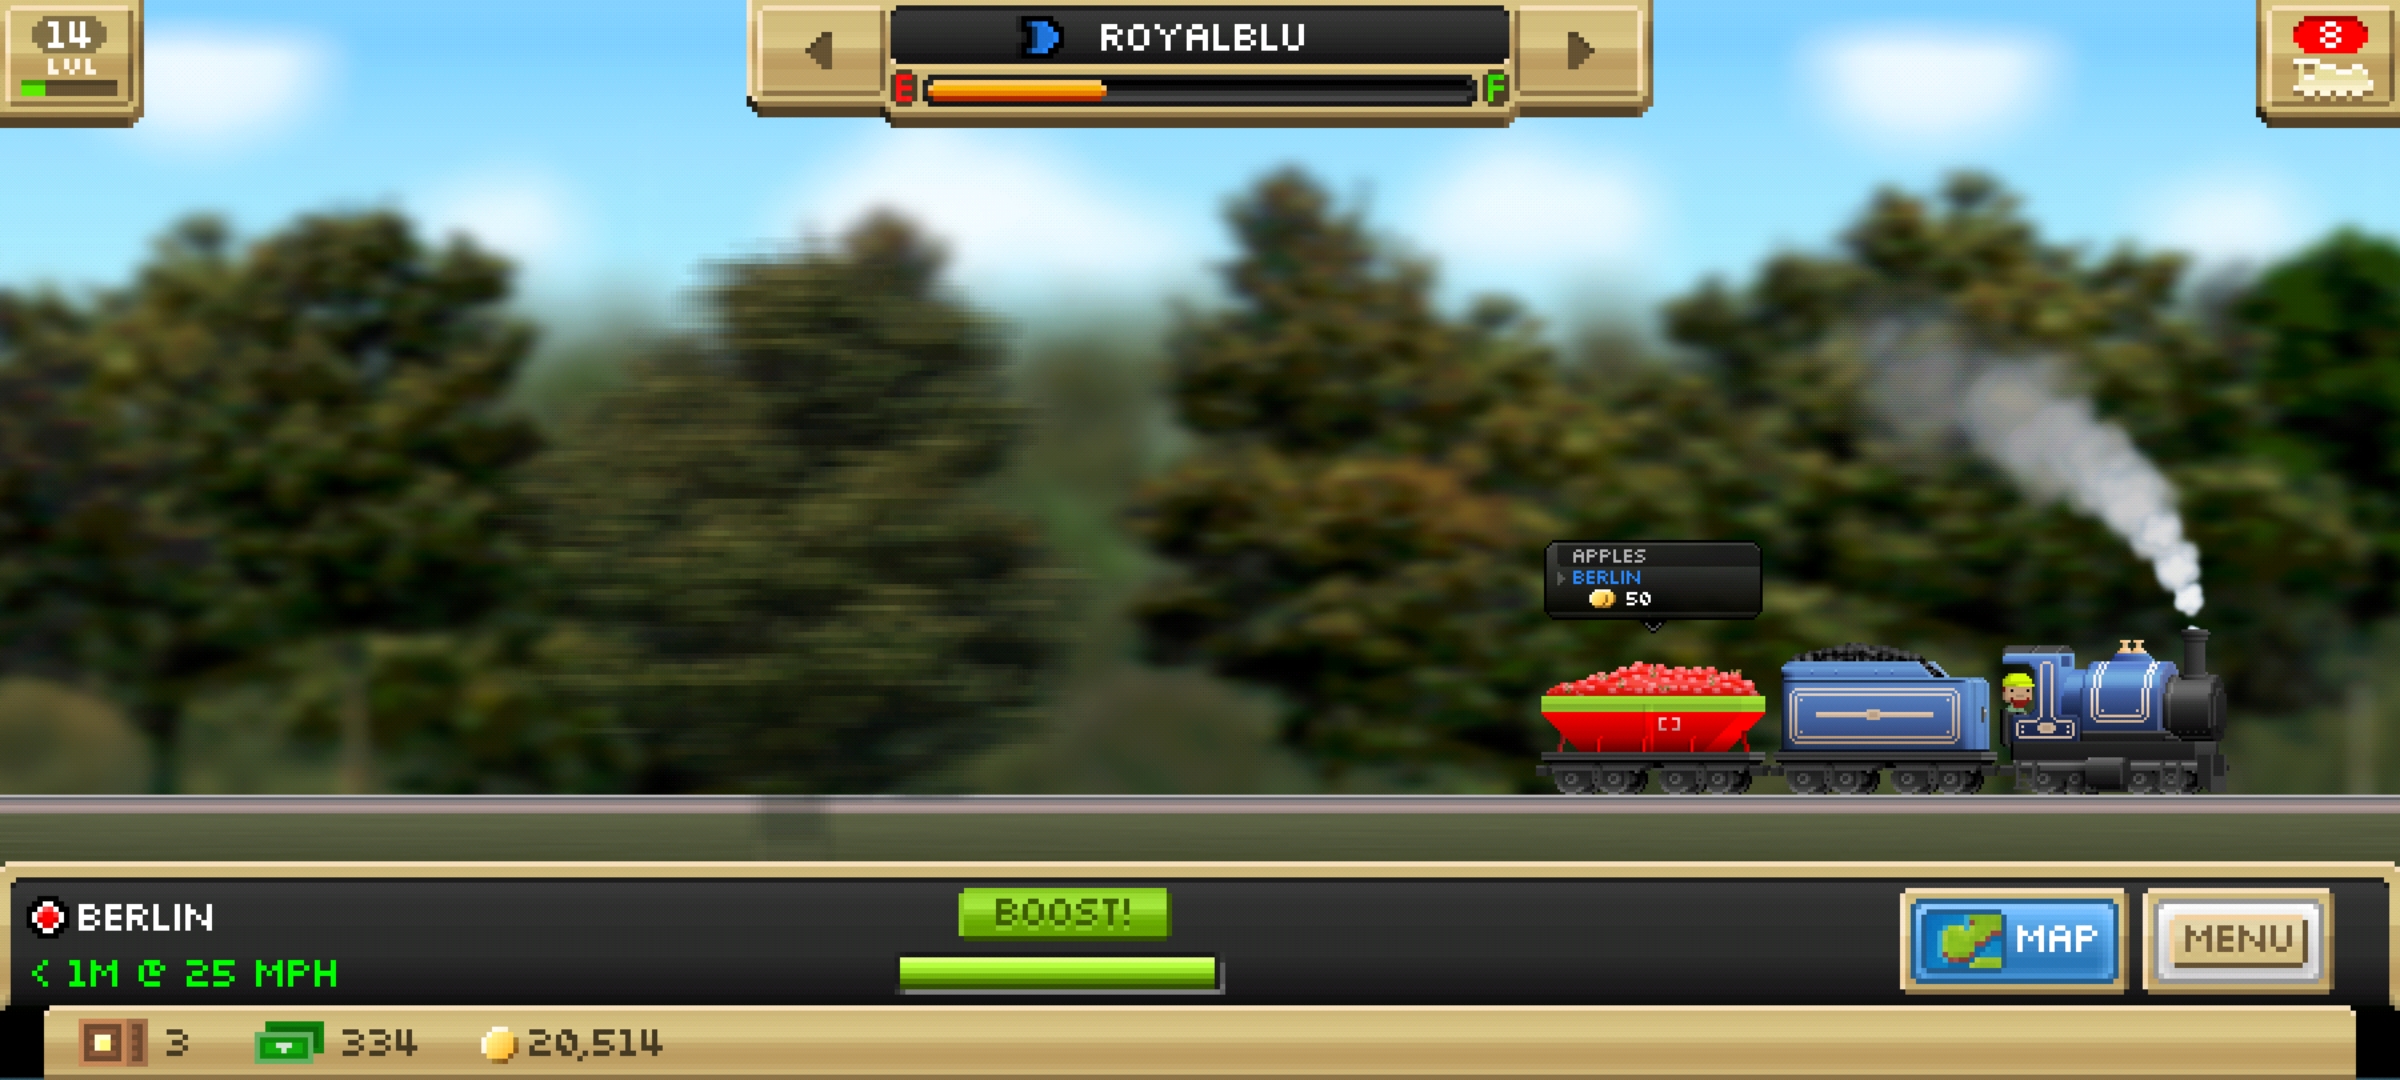 14
LVL
ROYALBLU
E F
8
APPLES
BERLIN
50
BERLIN
< 1M @ 25 MPH
BOOST!
MAP
MENU
3
334
20,514